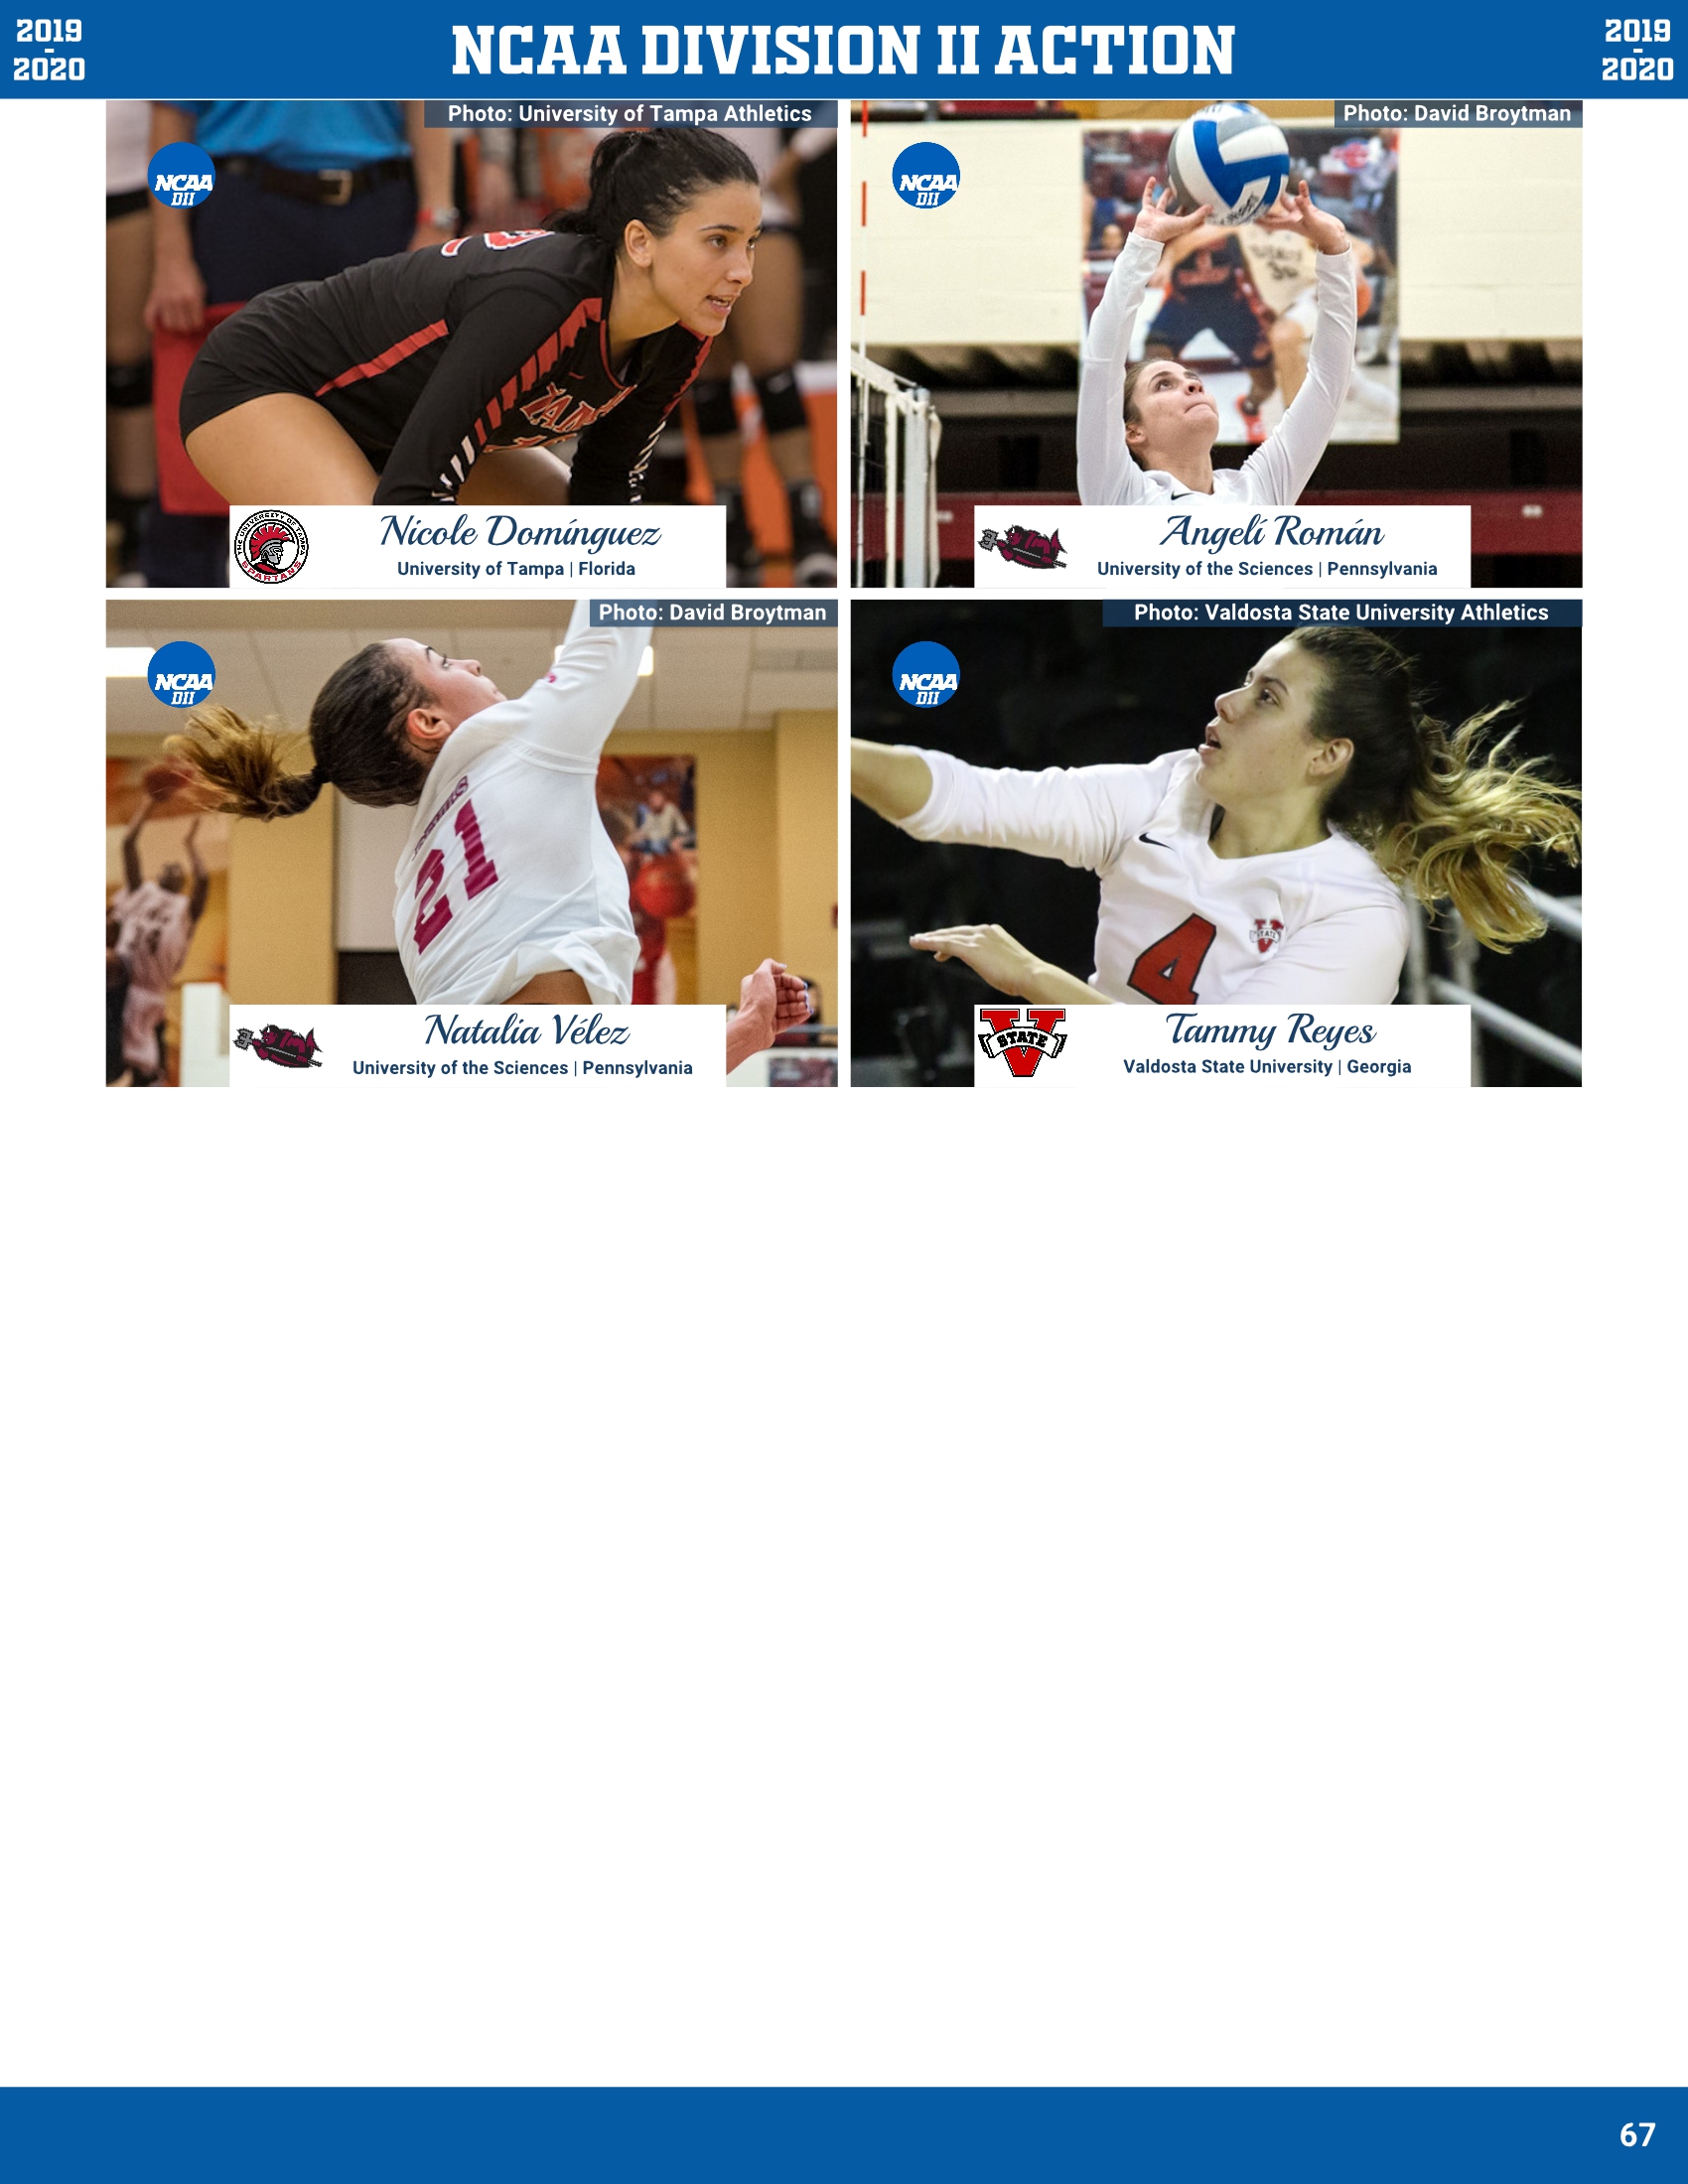 2019
-
2020
NCAA DIVISION II ACTION
2019
-
2020
Photo: University of Tampa Athletics
NCAA
DII
THE UNIVERSITY OF TAMPA
SPARTANS
Nicole Domínguez
University of Tampa | Florida
Photo: David Broytman
NCAA
DII
Angelí Román
University of the Sciences | Pennsylvania
Photo: David Broytman
NCAA
DII
21
Natalia Vélez
University of the Sciences | Pennsylvania
Photo: Valdosta State University Athletics
NCAA
DII
V
STATE
4
V
STATE
Tammy Reyes
Valdosta State University | Georgia
67